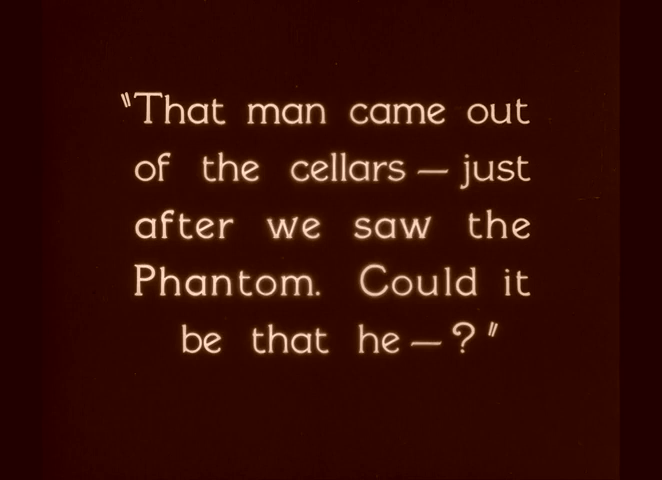 "That man came out
of the cellars — just
after we saw the
Phantom. Could it
be that he — ?"